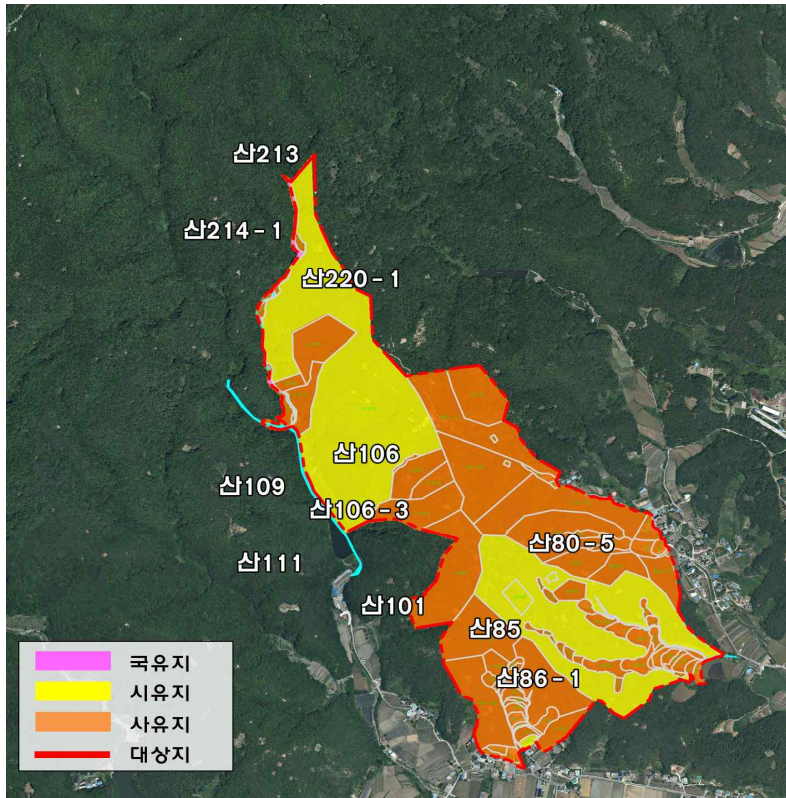 산213
산214-1
산220-1
산106
산109
산106-3
산80-5
산111
산101
산85
산86-1
국유지
시유지
사유지
대상지